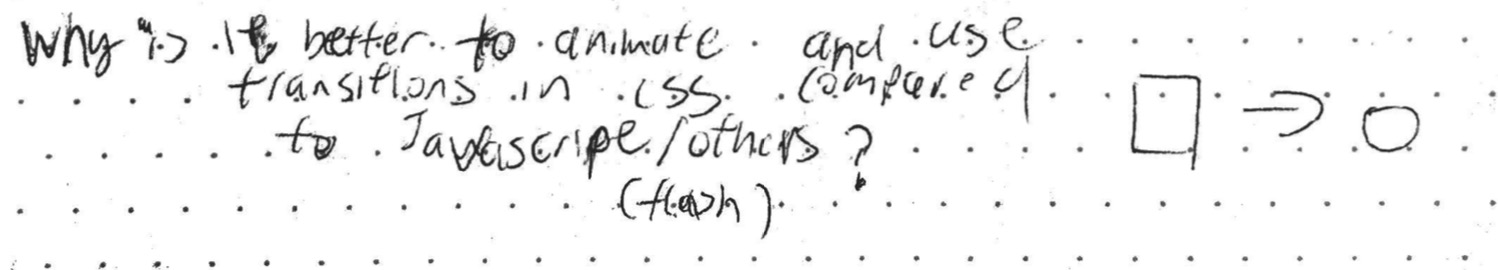 Why is it better to animate and use
transitions in css compared
to Javascript/others?
(flash)